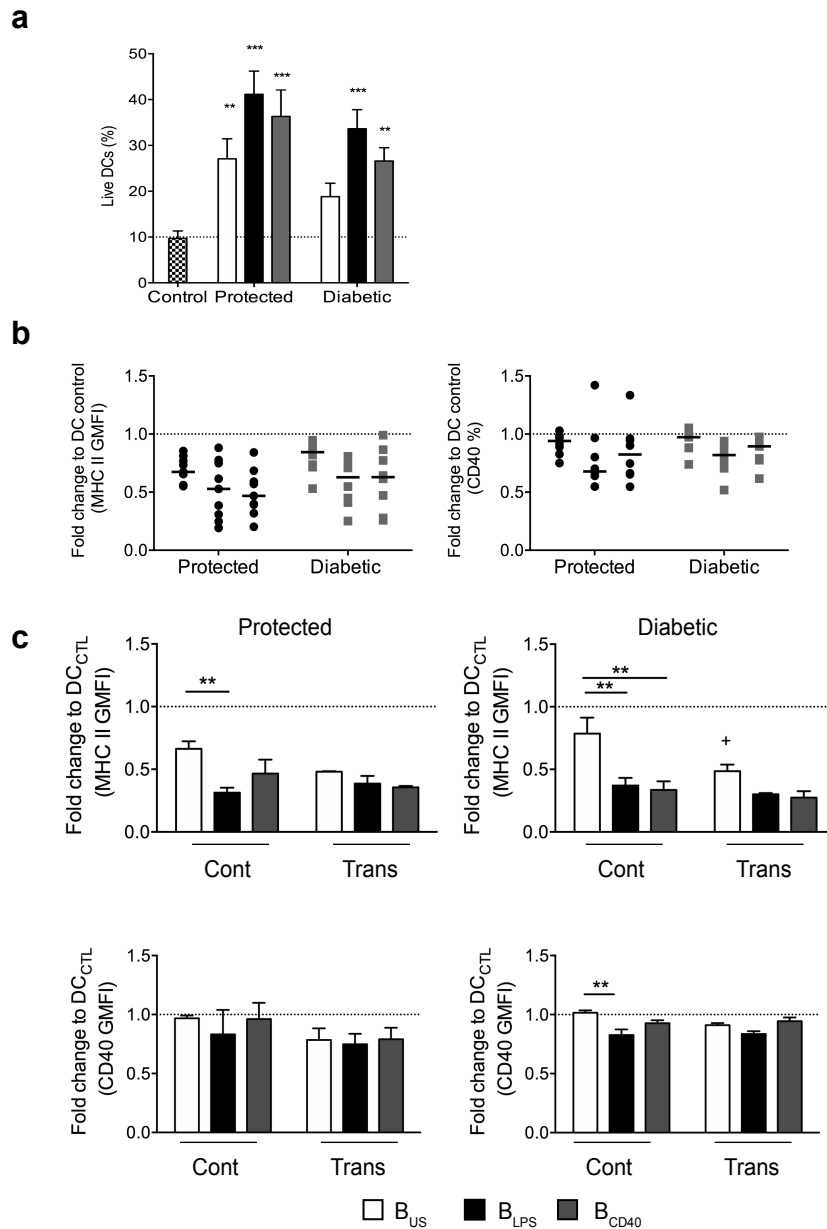 a
Live DCs (%)
50
40
30
20
10
0
**
***
***
***
**
Control
Protected
Diabetic
b
Fold change to DC control
(MHC II GMFI)
1.5
1.0
0.5
0.0
Protected
Diabetic
Fold change to DC control
(CD40 %)
1.5
1.0
0.5
0.0
Protected
Diabetic
c
Protected
Fold change to DC_CTL
(MHC II GMFI)
1.5
1.0
0.5
0.0
**
Cont
Trans
Diabetic
Fold change to DC_CTL
(MHC II GMFI)
1.5
1.0
0.5
0.0
**
**
+
Cont
Trans
Fold change to DC_CTL
(CD40 GMFI)
1.5
1.0
0.5
0.0
Cont
Trans
Fold change to DC_CTL
(CD40 GMFI)
1.5
1.0
0.5
0.0
**
Cont
Trans
B_US
B_LPS
B_CD40